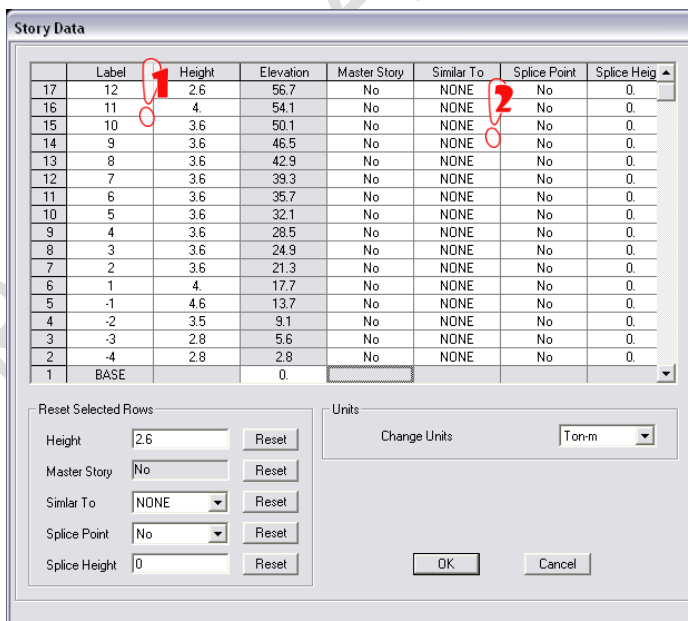 Story Data
Label Height Elevation Master Story Similar To Splice Point Splice Heig
17 12 2.6 56.7 No NONE No 0.
16 11 4. 54.1 No NONE No 0.
15 10 3.6 50.1 No NONE No 0.
14 9 3.6 46.5 No NONE No 0.
13 8 3.6 42.9 No NONE No 0.
12 7 3.6 39.3 No NONE No 0.
11 6 3.6 35.7 No NONE No 0.
10 5 3.6 32.1 No NONE No 0.
9 4 3.6 28.5 No NONE No 0.
8 3 3.6 24.9 No NONE No 0.
7 2 3.6 21.3 No NONE No 0.
6 1 4. 17.7 No NONE No 0.
5 -1 4.6 13.7 No NONE No 0.
4 -2 3.5 9.1 No NONE No 0.
3 -3 2.8 5.6 No NONE No 0.
2 -4 2.8 2.8 No NONE No 0.
1 BASE 0.
1
2
Reset Selected Rows
Height 2.6 Reset
Master Story No Reset
Simlar To NONE Reset
Splice Point No Reset
Splice Height 0 Reset
Units
Change Units Ton-m
OK Cancel